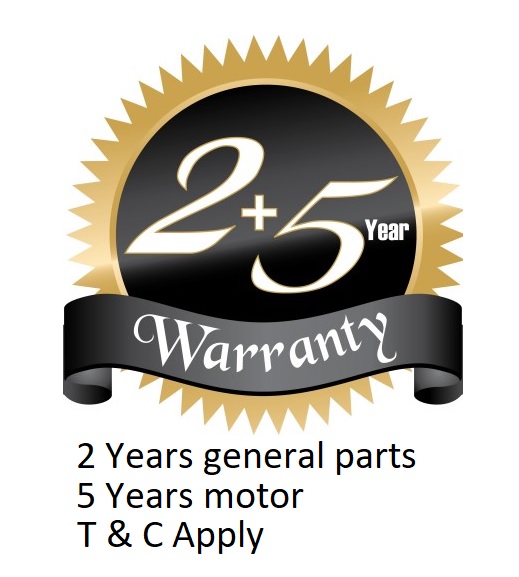 2+5 Year
Warranty
2 Years general parts
5 Years motor
T & C Apply